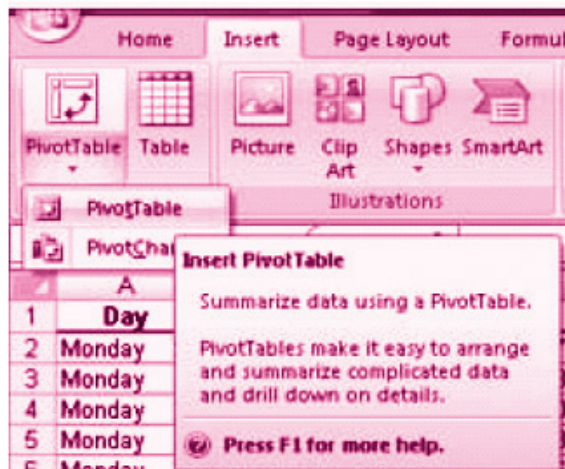 Home Insert Page Layout Formul
PivotTable Table Picture Clip Art Shapes SmartArt
Illustrations
PivotTable
PivotChar
Insert PivotTable
Summarize data using a PivotTable.
PivotTables make it easy to arrange
and summarize complicated data
and drill down on details.
Press F1 for more help.
A
1 Day
2 Monday
3 Monday
4 Monday
5 Monday
Monday